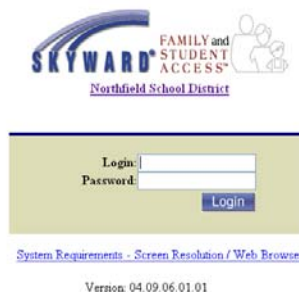 SKYWARD® FAMILY and STUDENT ACCESS™
Northfield School District
Login:
Password:
Login
System Requirements - Screen Resolution / Web Browse
Version: 04.09.06.01.01